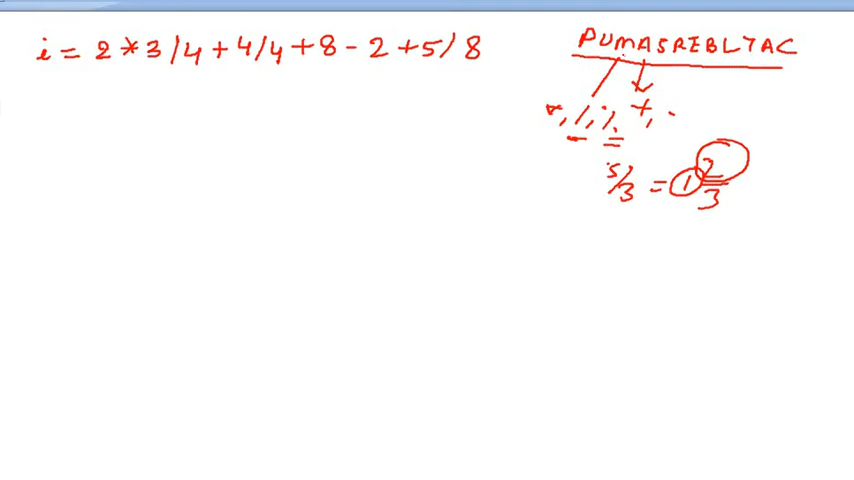 i = 2 * 3 / 4 + 4 / 4 + 8 - 2 + 5 / 8
PUMASREBLTAC
*, /, %, +, -
5/3 = 1 2/3